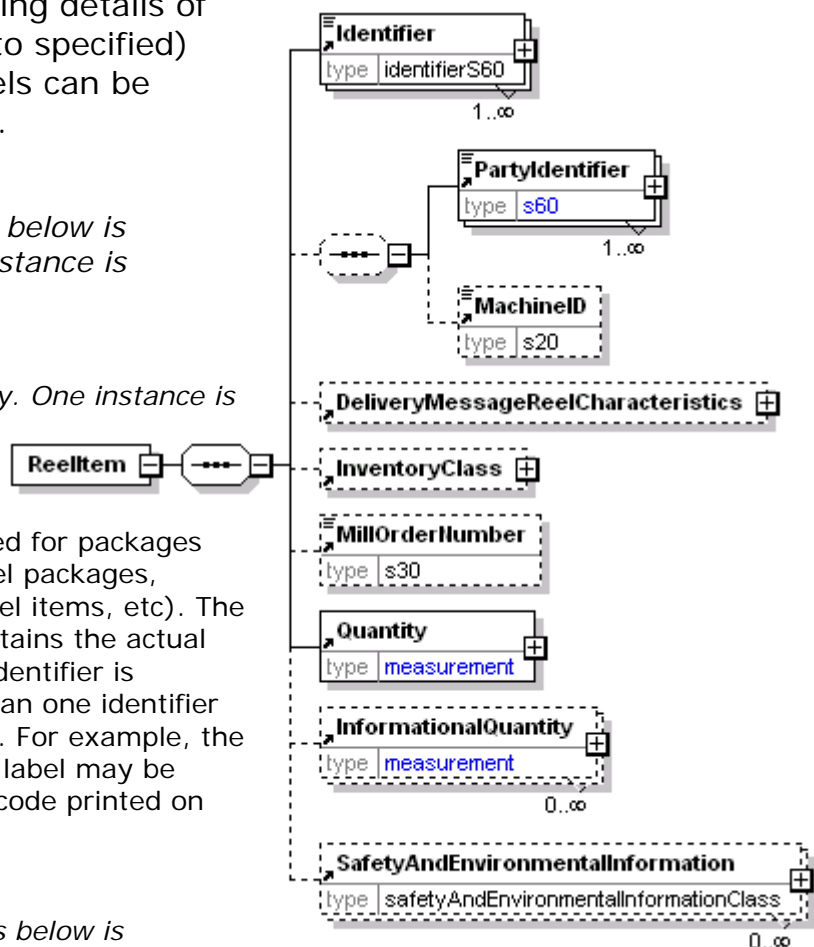 ing details of
to specified)
els can be
.
below is
stance is
y. One instance is
ed for packages
el packages,
el items, etc). The
tains the actual
dentifier is
an one identifier
. For example, the
label may be
code printed on
s below is
ReelItem
Identifier
type identifierS60
1..∞
PartyIdentifier
type s60
1..∞
MachineID
type s20
DeliveryMessageReelCharacteristics
InventoryClass
MillOrderNumber
type s30
Quantity
type measurement
InformationalQuantity
type measurement
0..∞
SafetyAndEnvironmentalInformation
type safetyAndEnvironmentalInformationClass
0..∞